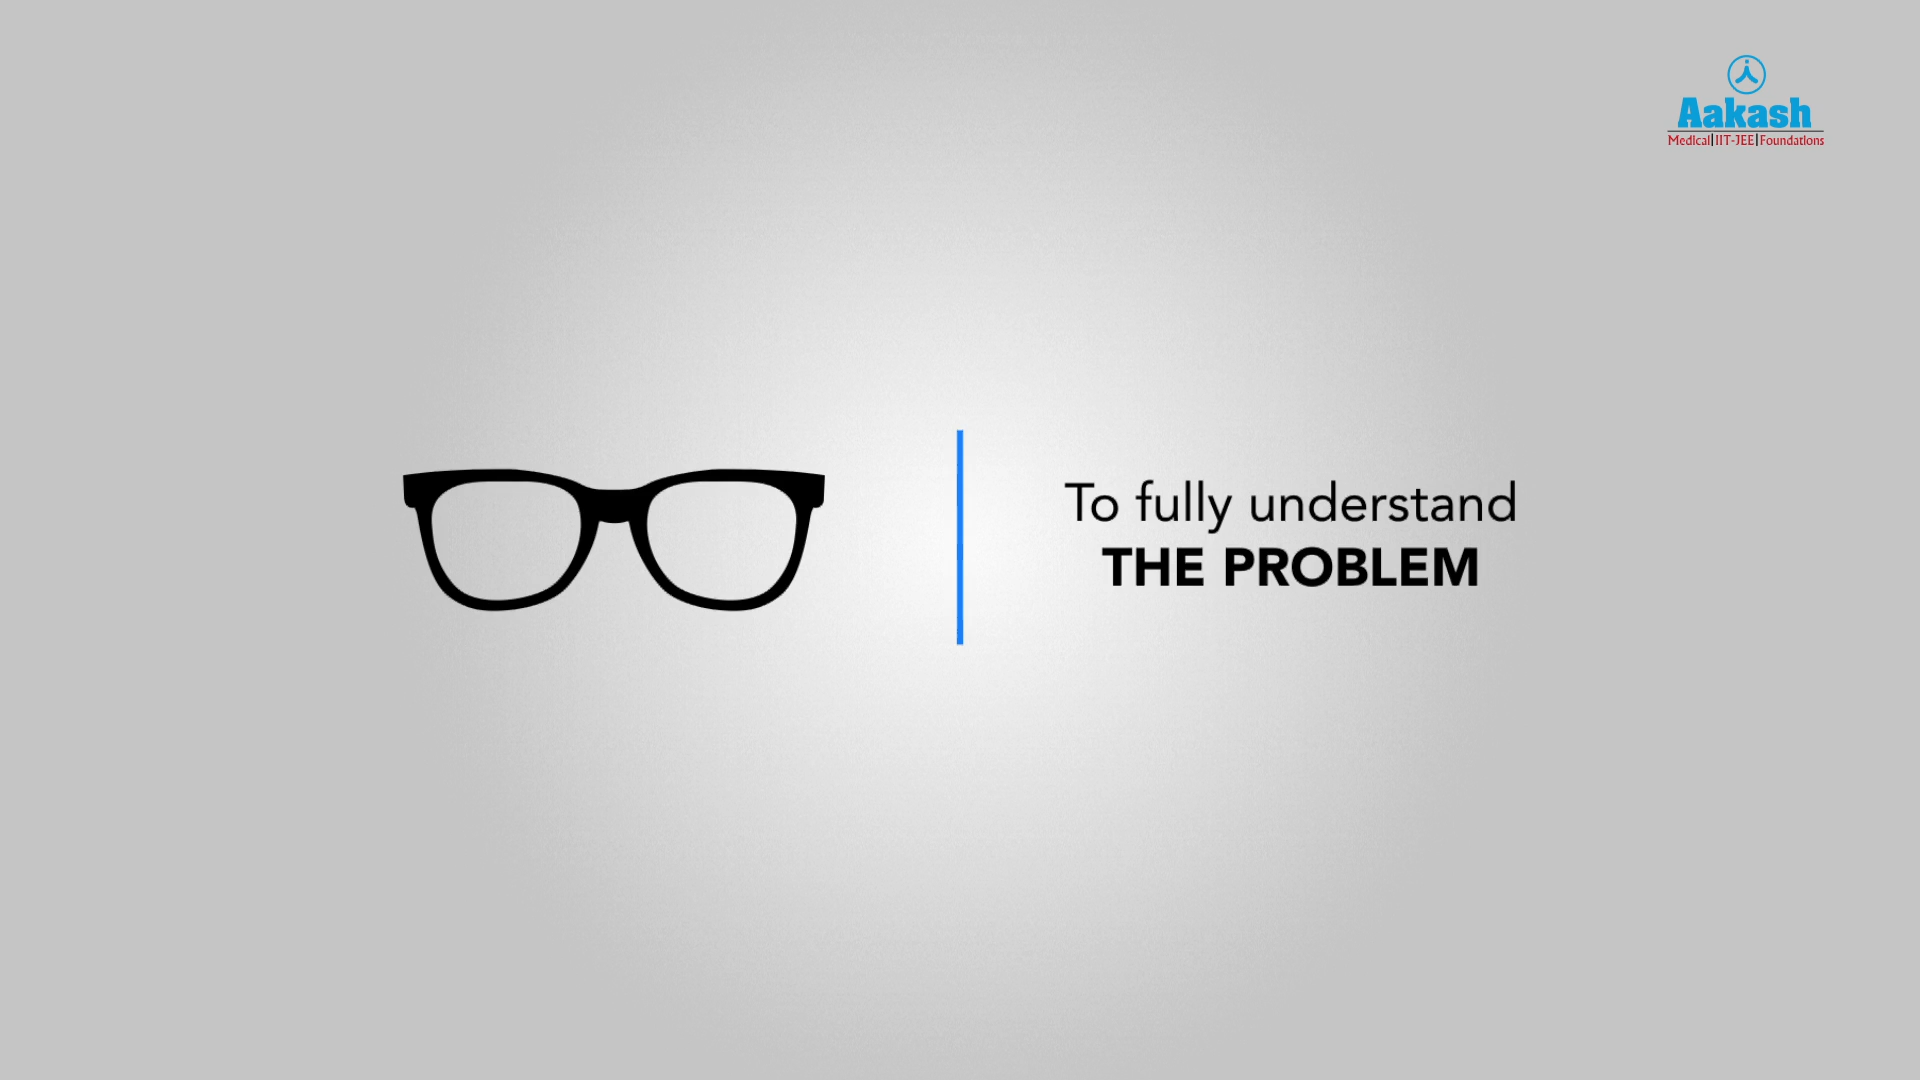 Aakash
Medical|IIT-JEE|Foundations
To fully understand
THE PROBLEM